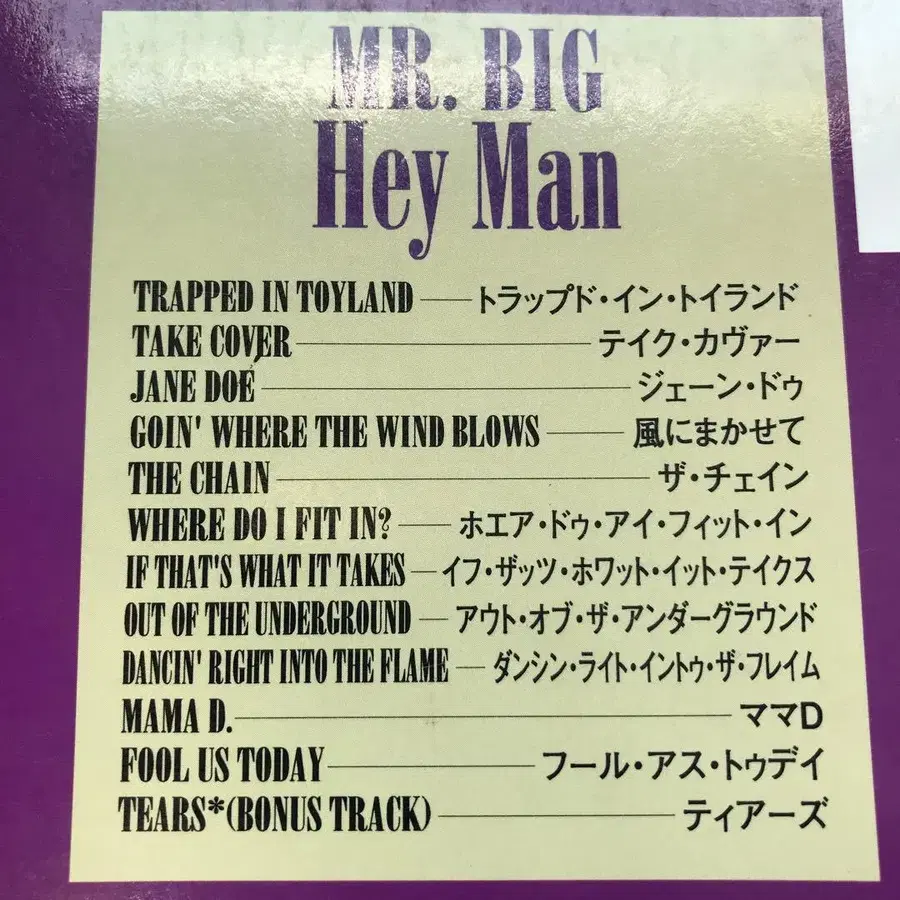 MR. BIG
Hey Man
TRAPPED IN TOYLAND トラップド・イン・トイランド
TAKE COVER テイク・カヴァー
JANE DOÉ ジェーン・ドゥ
GOIN' WHERE THE WIND BLOWS 風にまかせて
THE CHAIN ザ・チェイン
WHERE DO I FIT IN? ホエア・ドゥ・アイ・フィット・イン
IF THAT'S WHAT IT TAKES イフ・ザッツ・ホワット・イット・テイクス
OUT OF THE UNDERGROUND アウト・オブ・ザ・アンダーグラウンド
DANCIN' RIGHT INTO THE FLAME ダンシン・ライト・イントゥ・ザ・フレイム
MAMA D. ママD
FOOL US TODAY フール・アス・トゥデイ
TEARS*(BONUS TRACK) ティアーズ